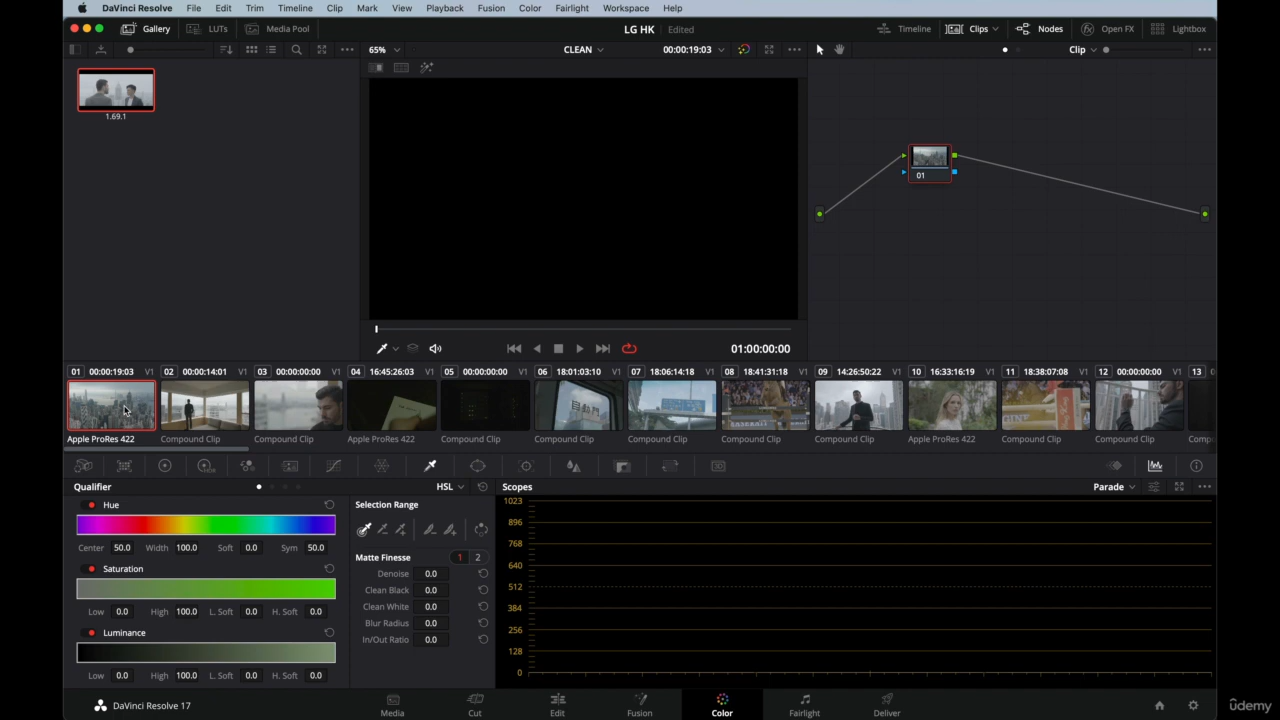 DaVinci Resolve File Edit Trim Timeline Clip Mark View Playback Fusion Color Fairlight Workspace Help
Gallery LUTs Media Pool LG HK Edited Timeline Clips Nodes Open FX Lightbox
65% CLEAN 00:00:19:03 Clip
1.69.1
01
01:00:00:00
01 00:00:19:03 V1 02 00:00:14:01 V1 03 00:00:00:00 V1 04 16:45:26:03 V1 05 00:00:00:00 V1 06 18:01:03:10 V1 07 18:06:14:18 V1 08 18:41:31:18 V1 09 14:26:50:22 V1 10 16:33:16:19 V1 11 18:38:07:08 V1 12 00:00:00:00 V1 13
Apple ProRes 422 Compound Clip Compound Clip Apple ProRes 422 Compound Clip Compound Clip Compound Clip Compound Clip Compound Clip Apple ProRes 422 Compound Clip Compound Clip Comp
Qualifier HSL Scopes Parade
Hue
Center 50.0 Width 100.0 Soft 0.0 Sym 50.0
Saturation
Low 0.0 High 100.0 L. Soft 0.0 H. Soft 0.0
Luminance
Low 0.0 High 100.0 L. Soft 0.0 H. Soft 0.0
Selection Range
Matte Finesse 1 2
Denoise 0.0
Clean Black 0.0
Clean White 0.0
Blur Radius 0.0
In/Out Ratio 0.0
1023
896
768
640
512
384
256
128
0
DaVinci Resolve 17 Media Cut Edit Fusion Color Fairlight Deliver
ûdemy